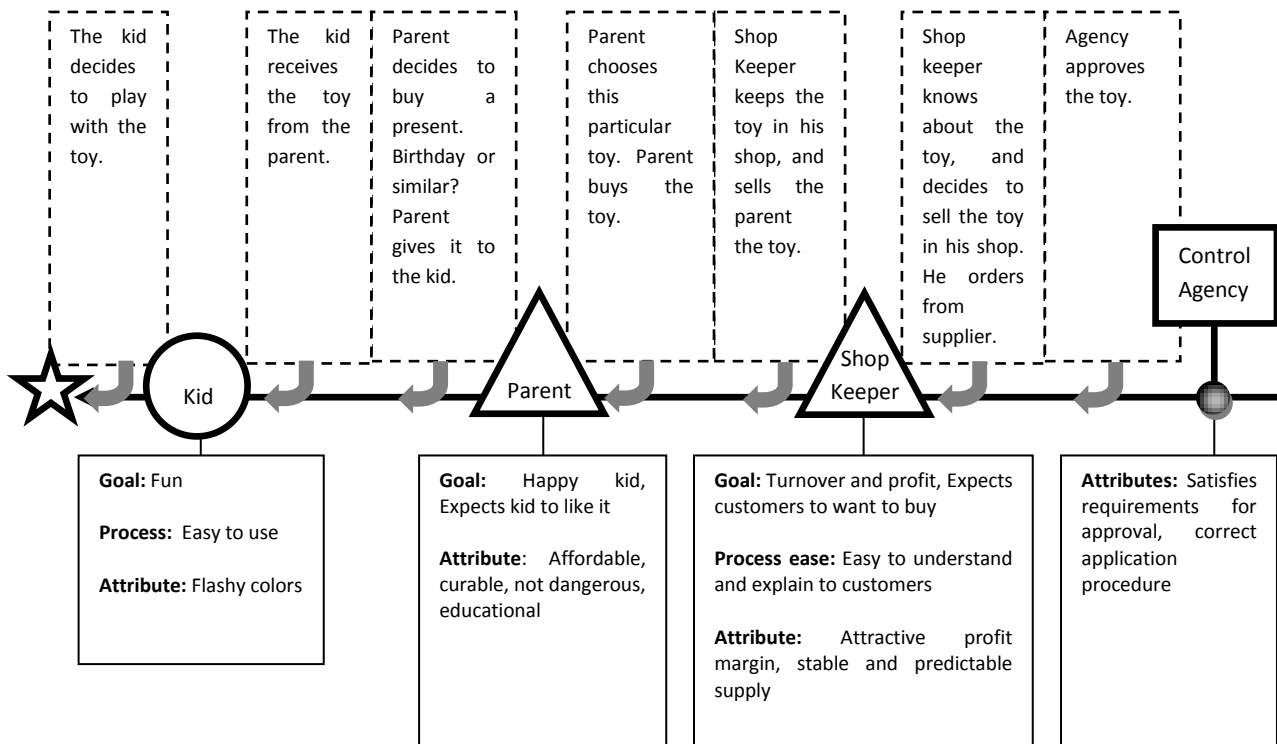 The kid
decides
to play
with the
toy.
The kid
receives
the toy
from the
parent.
Parent
decides to
buy a
present.
Birthday or
similar?
Parent
gives it to
the kid.
Parent
chooses
this
particular
toy. Parent
buys the
toy.
Shop
Keeper
keeps the
toy in his
shop, and
sells the
parent
the toy.
Shop
keeper
knows
about the
toy, and
decides to
sell the toy
in his shop.
He orders
from
supplier.
Agency
approves
the toy.
Control
Agency
Kid
Parent
Shop
Keeper
Goal: Fun
Process: Easy to use
Attribute: Flashy colors
Goal: Happy kid,
Expects kid to like it
Attribute: Affordable,
curable, not dangerous,
educational
Goal: Turnover and profit, Expects
customers to want to buy
Process ease: Easy to understand
and explain to customers
Attribute: Attractive profit
margin, stable and predictable
supply
Attributes: Satisfies
requirements for
approval, correct
application
procedure